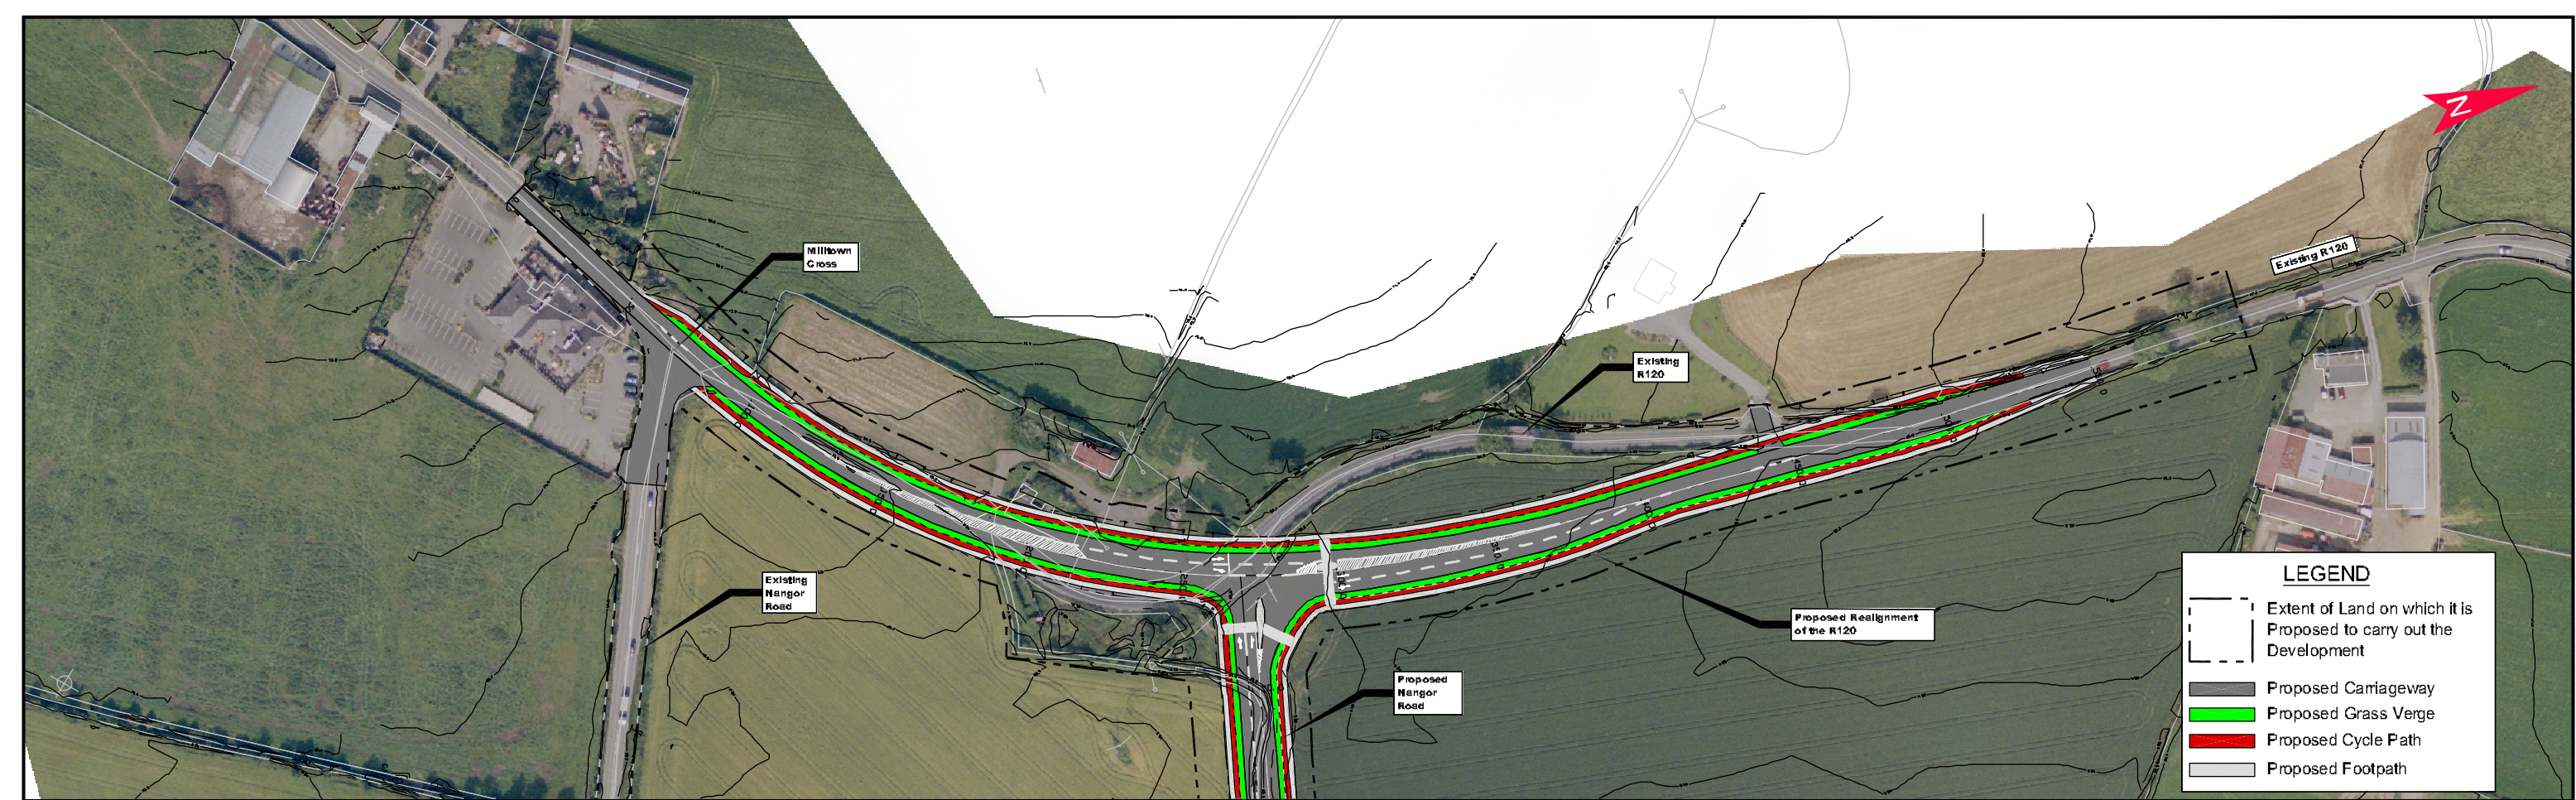 Milltown
Cross
N
Existing R120
Existing
R120
Existing
Nangor
Road
Proposed Realignment
of the R120
Proposed
Nangor
Road
LEGEND
Extent of Land on which it is
Proposed to carry out the
Development
Proposed Carriageway
Proposed Grass Verge
Proposed Cycle Path
Proposed Footpath